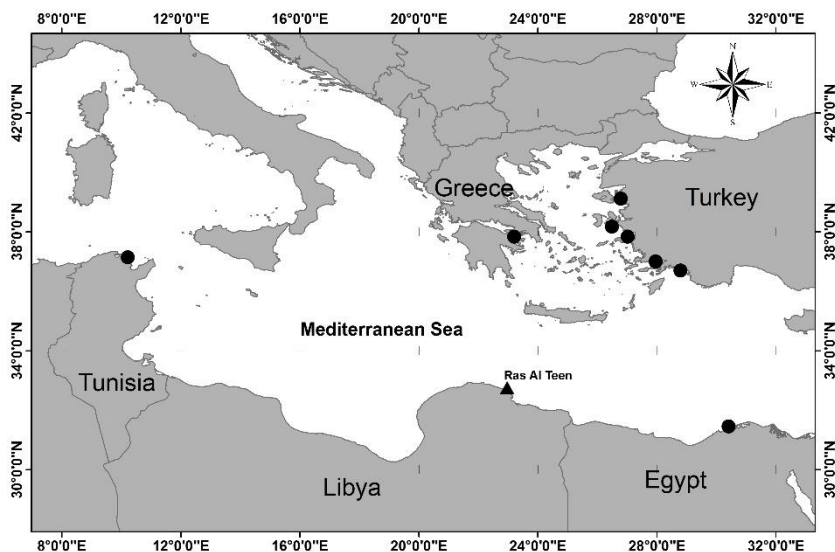 8°0'0"E 12°0'0"E 16°0'0"E 20°0'0"E 24°0'0"E 28°0'0"E 32°0'0"E
N
W E
S
42°0'0"N 42°0'0"N
Greece
Turkey
38°0'0"N 38°0'0"N
Mediterranean Sea
34°0'0"N 34°0'0"N
Ras Al Teen
Tunisia
30°0'0"N 30°0'0"N
Libya
Egypt
8°0'0"E 12°0'0"E 16°0'0"E 20°0'0"E 24°0'0"E 28°0'0"E 32°0'0"E